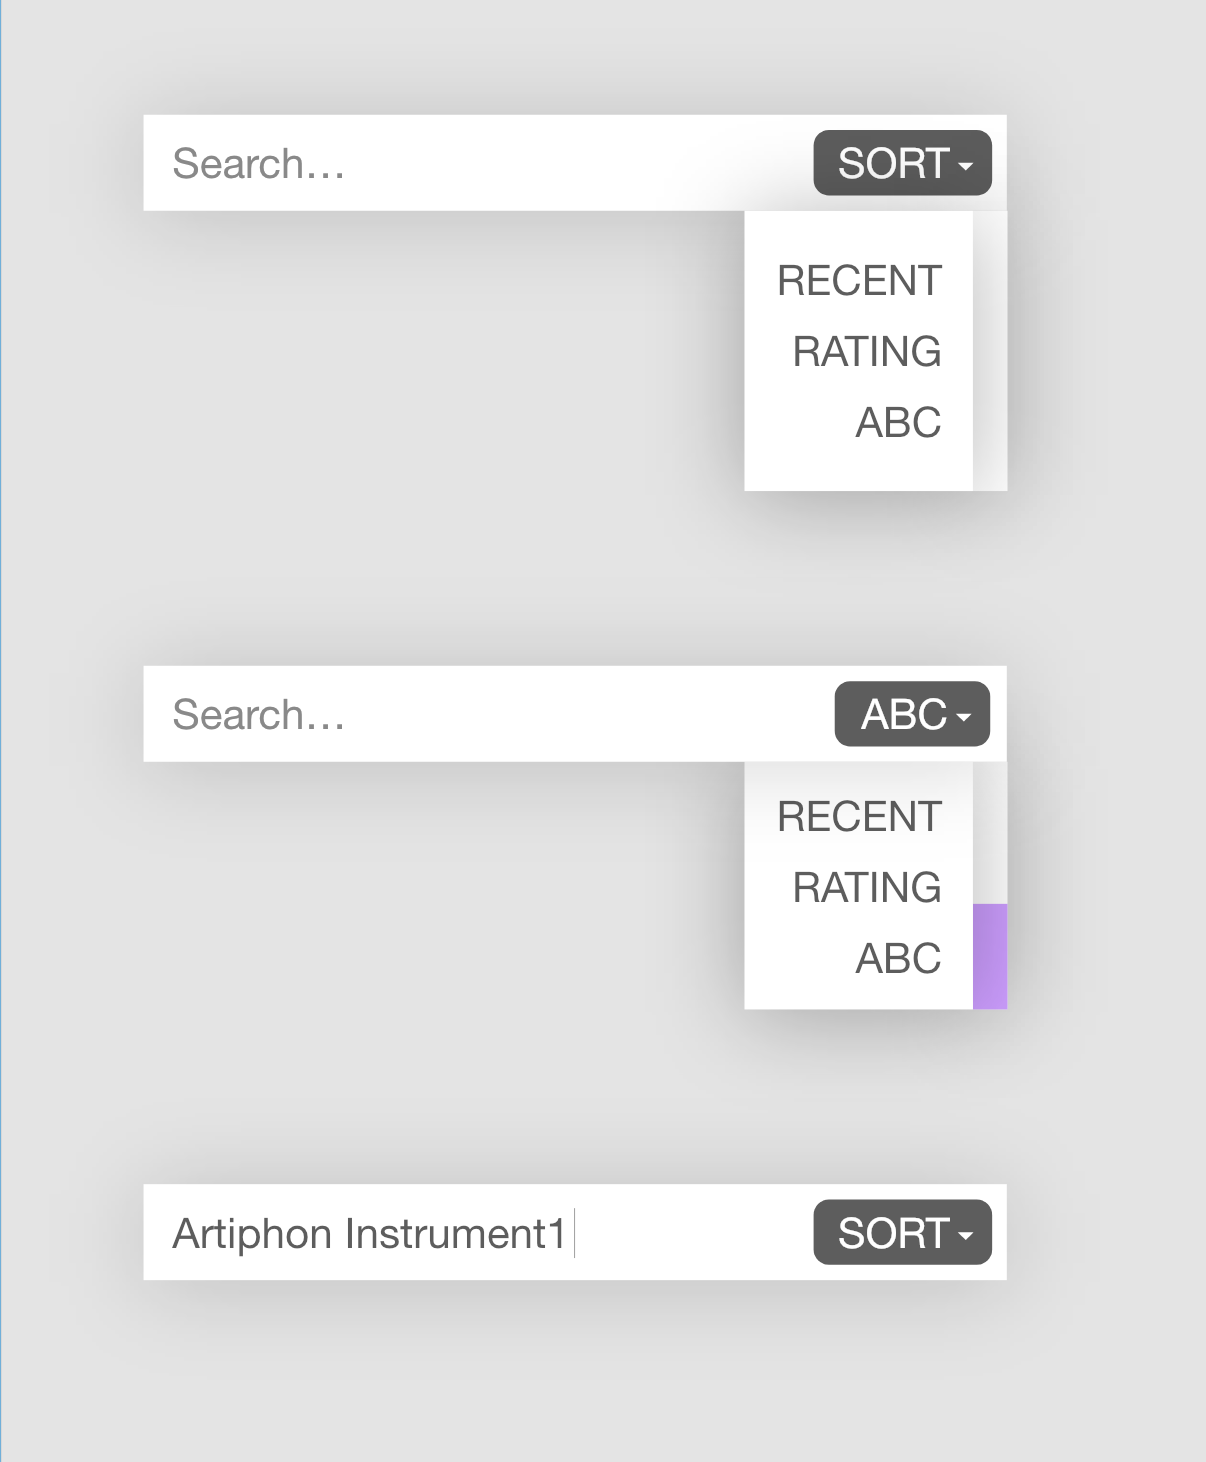 Search… SORT
RECENT
RATING
ABC
Search… ABC
RECENT
RATING
ABC
Artiphon Instrument1 SORT